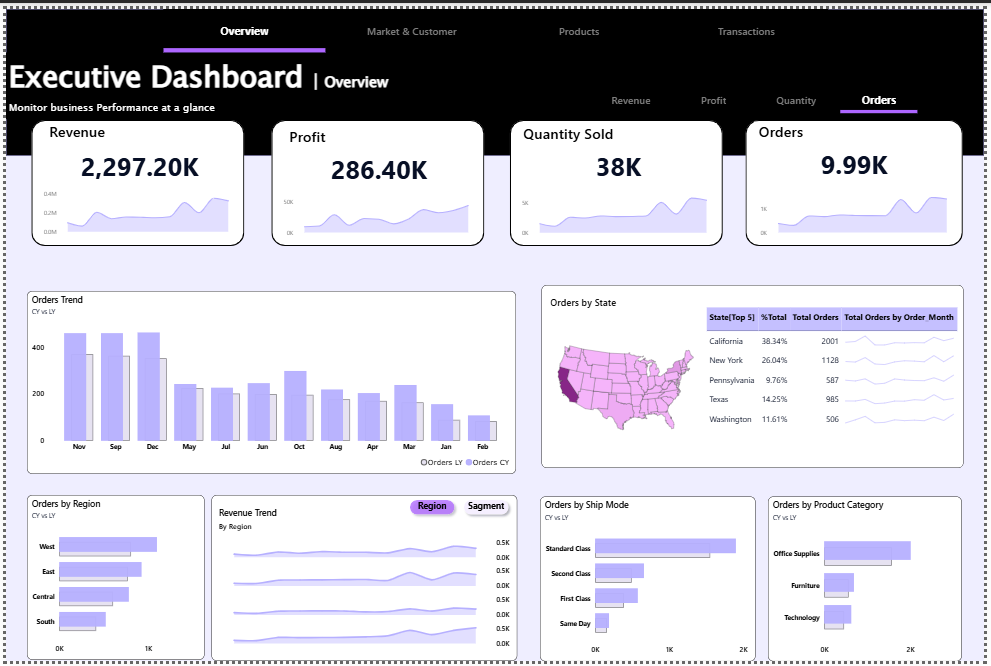 Overview Market & Customer Products Transactions
Executive Dashboard | Overview
Monitor business Performance at a glance
Revenue Profit Quantity Orders
Revenue
2,297.20K
0.4M
0.2M
0.0M
Profit
286.40K
50K
0K
Quantity Sold
38K
5K
0K
Orders
9.99K
1K
0K
Orders Trend
CY vs LY
400
200
0
Nov Sep Dec May Jul Jun Oct Aug Apr Mar Jan Feb
Orders LY Orders CY
Orders by State
State[Top 5] %Total Total Orders Total Orders by Order Month
California 38.34% 2001
New York 26.04% 1128
Pennsylvania 9.76% 587
Texas 14.25% 985
Washington 11.61% 506
Orders by Region
CY vs LY
West
East
Central
South
0K 1K
Revenue Trend
By Region
Region Sagment
0.5K
0.0K
0.5K
0.0K
0.5K
0.0K
0.5K
0.0K
Orders by Ship Mode
CY vs LY
Standard Class
Second Class
First Class
Same Day
0K 1K 2K
Orders by Product Category
CY vs LY
Office Supplies
Furniture
Technology
0K 2K